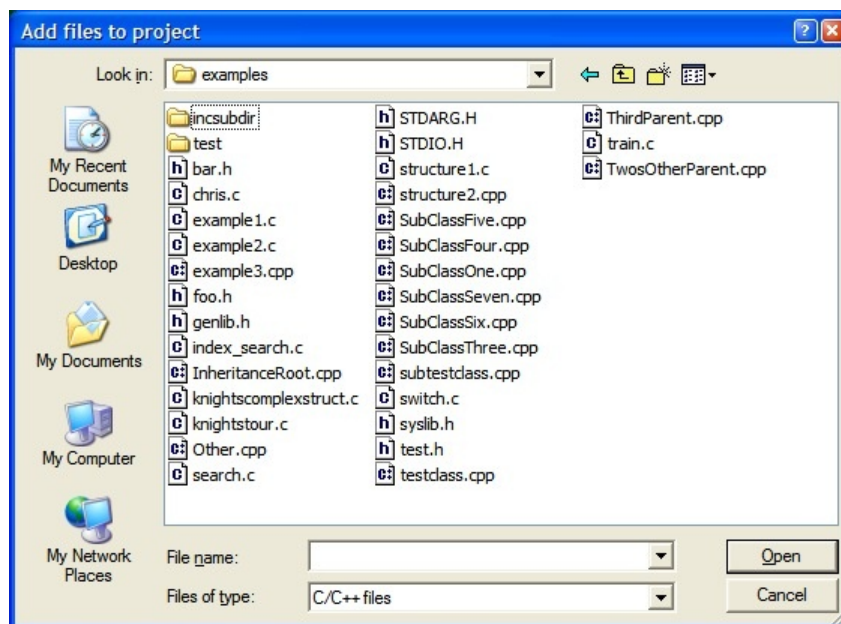 Add files to project
Look in:
examples
My Recent
Documents
Desktop
My Documents
My Computer
My Network
Places
incsubdir
test
bar.h
chris.c
example1.c
example2.c
example3.cpp
foo.h
genlib.h
index_search.c
InheritanceRoot.cpp
knightscomplexstruct.c
knightstour.c
Other.cpp
search.c
STDARG.H
STDIO.H
structure1.c
structure2.cpp
SubClassFive.cpp
SubClassFour.cpp
SubClassOne.cpp
SubClassSeven.cpp
SubClassSix.cpp
SubClassThree.cpp
subtestclass.cpp
switch.c
syslib.h
test.h
testclass.cpp
ThirdParent.cpp
train.c
TwosOtherParent.cpp
File name:
Open
Files of type:
C/C++ files
Cancel